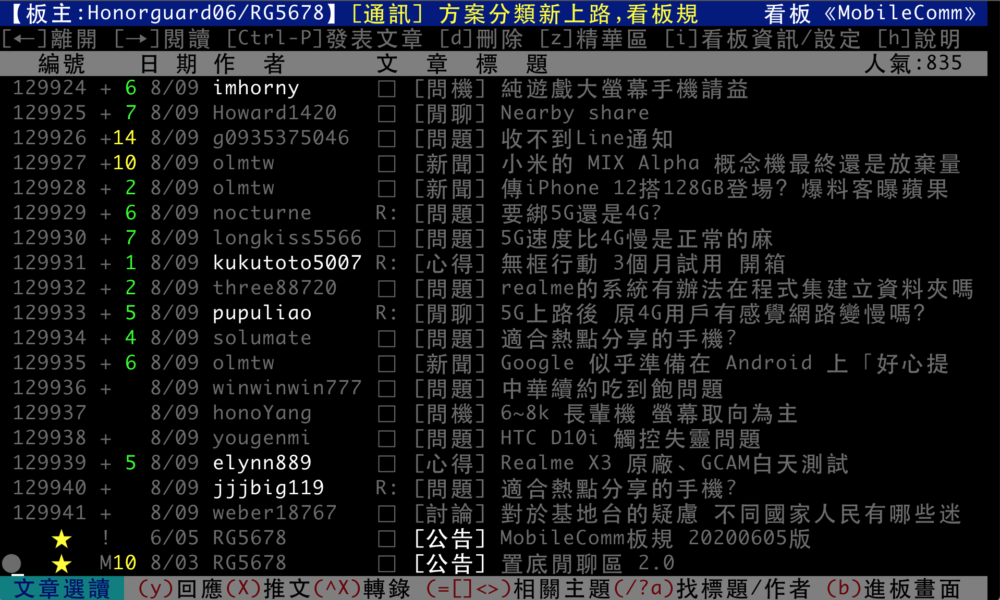 【板主:Honorguard06/RG5678】[通訊] 方案分類新上路,看板規 看板《MobileComm》
[←]離開 [→]閱讀 [Ctrl-P]發表文章 [d]刪除 [z]精華區 [i]看板資訊/設定 [h]說明
編號 日 期 作 者 文 章 標 題 人氣:835
129924 + 6 8/09 imhorny □ [問機] 純遊戲大螢幕手機請益
129925 + 7 8/09 Howard1420 □ [閒聊] Nearby share
129926 +14 8/09 g0935375046 □ [問題] 收不到Line通知
129927 +10 8/09 olmtw □ [新聞] 小米的 MIX Alpha 概念機最終還是放棄量
129928 + 2 8/09 olmtw □ [新聞] 傳iPhone 12搭128GB登場? 爆料客曝蘋果
129929 + 6 8/09 nocturne R: [問題] 要綁5G還是4G?
129930 + 7 8/09 longkiss5566 □ [問題] 5G速度比4G慢是正常的麻
129931 + 1 8/09 kukutoto5007 R: [心得] 無框行動 3個月試用 開箱
129932 + 2 8/09 three88720 □ [問題] realme的系統有辦法在程式集建立資料夾嗎
129933 + 5 8/09 pupuliao R: [閒聊] 5G上路後 原4G用戶有感覺網路變慢嗎?
129934 + 4 8/09 solumate □ [問題] 適合熱點分享的手機?
129935 + 6 8/09 olmtw □ [新聞] Google 似乎準備在 Android 上「好心提
129936 + 8/09 winwinwin777 □ [問題] 中華續約吃到飽問題
129937 8/09 honoYang □ [問機] 6~8k 長輩機 螢幕取向為主
129938 + 8/09 yougenmi □ [問題] HTC D10i 觸控失靈問題
129939 + 5 8/09 elynn889 □ [心得] Realme X3 原廠、GCAM白天測試
129940 + 8/09 jjjbig119 R: [問題] 適合熱點分享的手機?
129941 + 8/09 weber18767 □ [討論] 對於基地台的疑慮 不同國家人民有哪些迷
★ ! 6/05 RG5678 □ [公告] MobileComm板規 20200605版
● ★ M10 8/03 RG5678 □ [公告] 置底閒聊區 2.0
文章選讀 (y)回應(X)推文(^X)轉錄 (=[]<>)相關主題(/?a)找標題/作者 (b)進板畫面